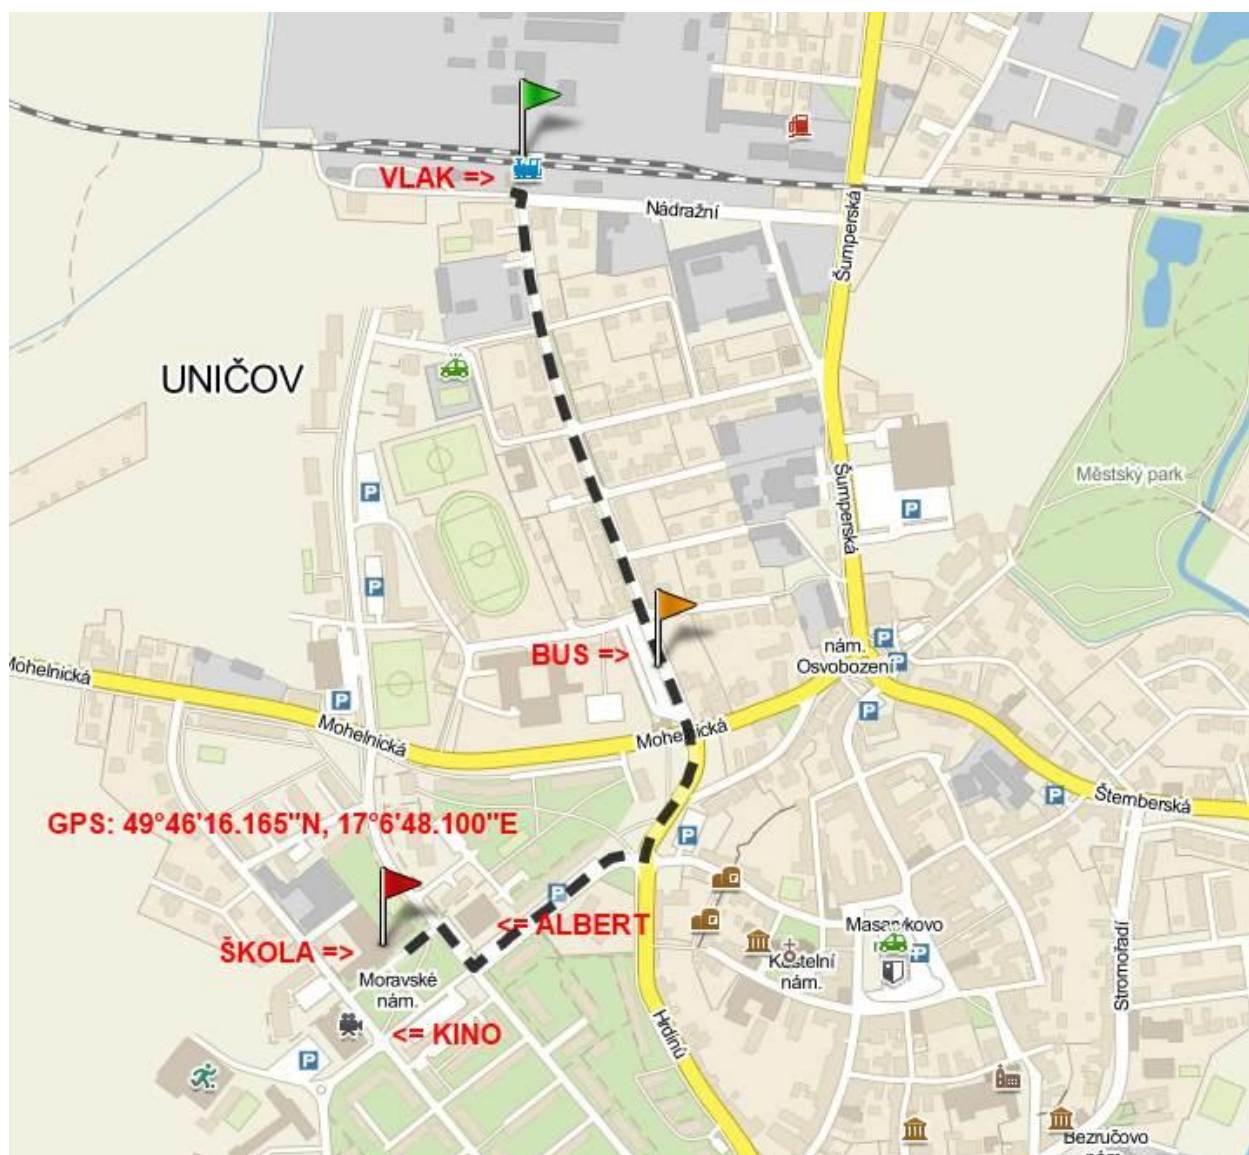 VLAK =>
Nádražní
Šumperská
UNIČOV
Městský park
Šumperská
BUS =>
nám.
Osvobození
Mohelnická
Mohelnická
Mohelnická
Štemberská
GPS: 49°46'16.165"N, 17°6'48.100"E
<= ALBERT
ŠKOLA =>
Masarykovo
Kostelní
nám.
Moravské
nám.
Stromořadí
<= KINO
Hrdinů
Bezručovo